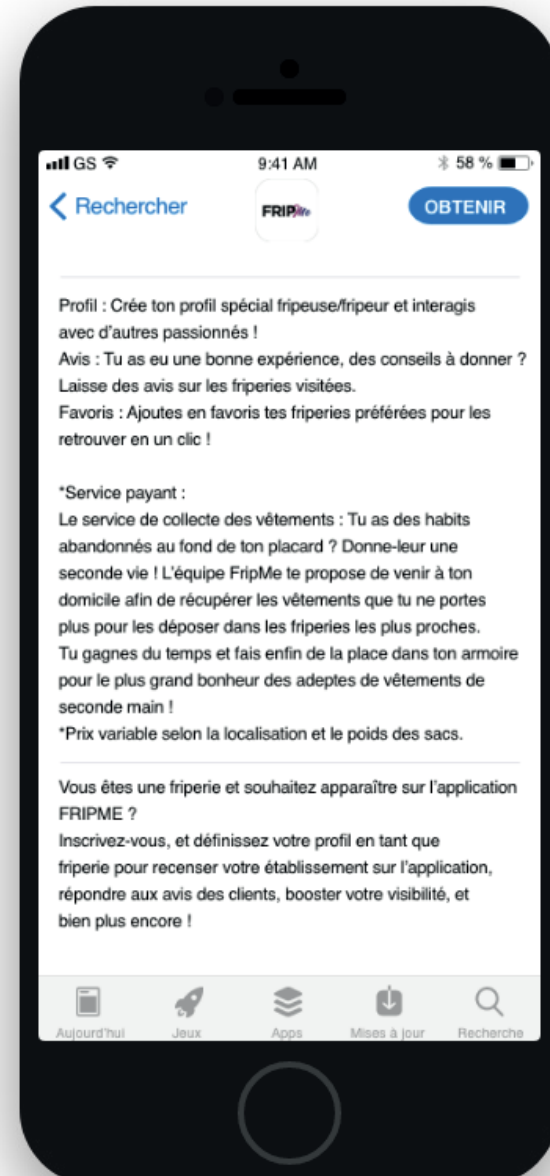 GS 9:41 AM 58 %
Rechercher FRIPMe OBTENIR
Profil : Crée ton profil spécial fripeuse/fripeur et interagis
avec d'autres passionnés !
Avis : Tu as eu une bonne expérience, des conseils à donner ?
Laisse des avis sur les friperies visitées.
Favoris : Ajoutes en favoris tes friperies préférées pour les
retrouver en un clic !
*Service payant :
Le service de collecte des vêtements : Tu as des habits
abandonnés au fond de ton placard ? Donne-leur une
seconde vie ! L'équipe FripMe te propose de venir à ton
domicile afin de récupérer les vêtements que tu ne portes
plus pour les déposer dans les friperies les plus proches.
Tu gagnes du temps et fais enfin de la place dans ton armoire
pour le plus grand bonheur des adeptes de vêtements de
seconde main !
*Prix variable selon la localisation et le poids des sacs.
Vous êtes une friperie et souhaitez apparaître sur l'application
FRIPME ?
Inscrivez-vous, et définissez votre profil en tant que
friperie pour recenser votre établissement sur l'application,
répondre aux avis des clients, booster votre visibilité, et
bien plus encore !
Aujourd'hui Jeux Apps Mises à jour Recherche